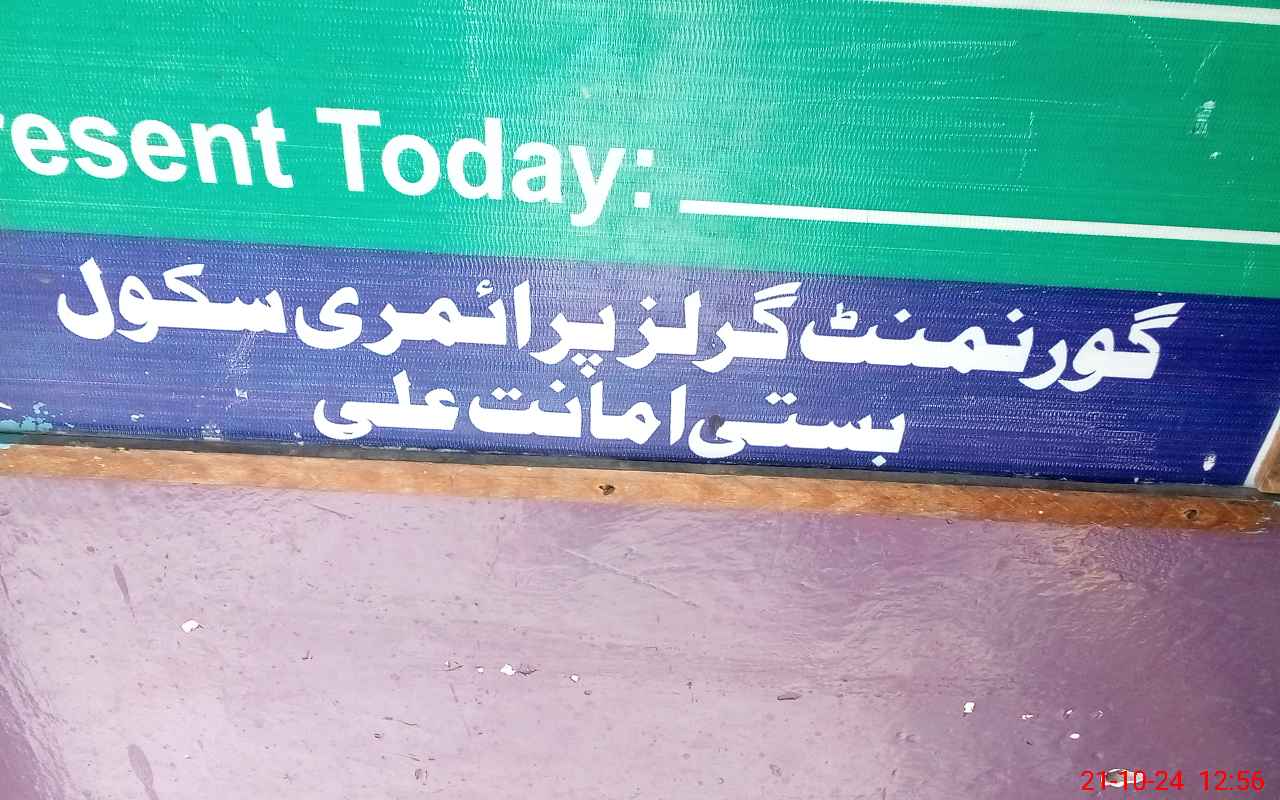 resent Today:
گورنمنٹ گرلز پرائمری سکول
بستی امانت علی
21-10-24 12:56